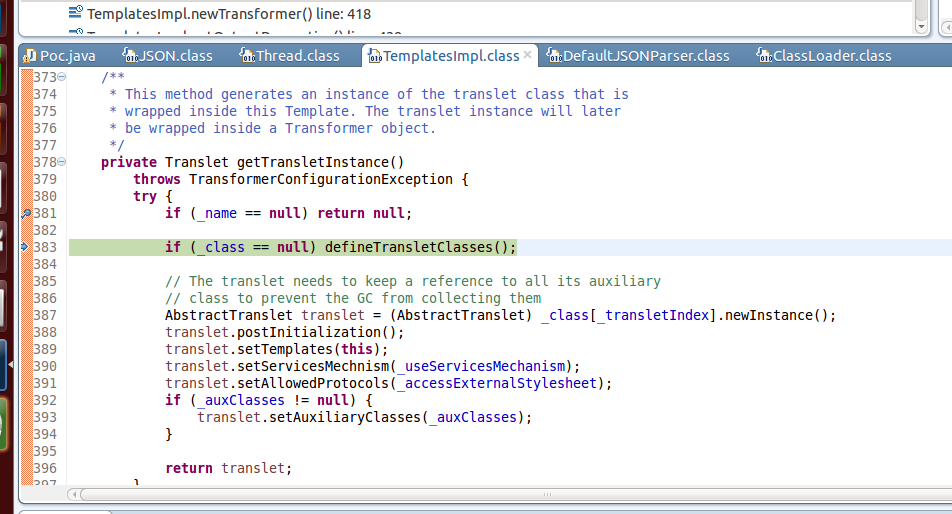 TemplatesImpl.newTransformer() line: 418
Poc.java JSON.class Thread.class TemplatesImpl.class DefaultJSONParser.class ClassLoader.class
373 /**
374 * This method generates an instance of the translet class that is
375 * wrapped inside this Template. The translet instance will later
376 * be wrapped inside a Transformer object.
377 */
378 private Translet getTransletInstance()
379 throws TransformerConfigurationException {
380 try {
381 if (_name == null) return null;
382
383 if (_class == null) defineTransletClasses();
384
385 // The translet needs to keep a reference to all its auxiliary
386 // class to prevent the GC from collecting them
387 AbstractTranslet translet = (AbstractTranslet) _class[_transletIndex].newInstance();
388 translet.postInitialization();
389 translet.setTemplates(this);
390 translet.setServicesMechnism(_useServicesMechanism);
391 translet.setAllowedProtocols(_accessExternalStylesheet);
392 if (_auxClasses != null) {
393 translet.setAuxiliaryClasses(_auxClasses);
394 }
395
396 return translet;
397 }